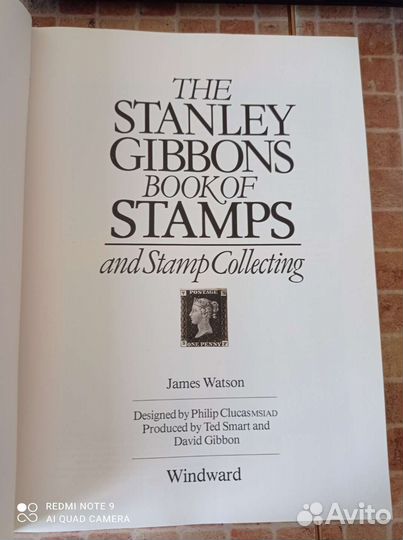 THE
STANLEY
GIBBONS
BOOK OF
STAMPS
and Stamp Collecting
POSTAGE
ONE PENNY
James Watson
Designed by Philip Clucas MSIAD
Produced by Ted Smart and
David Gibbon
Windward
REDMI NOTE 9
AI QUAD CAMERA
Avito